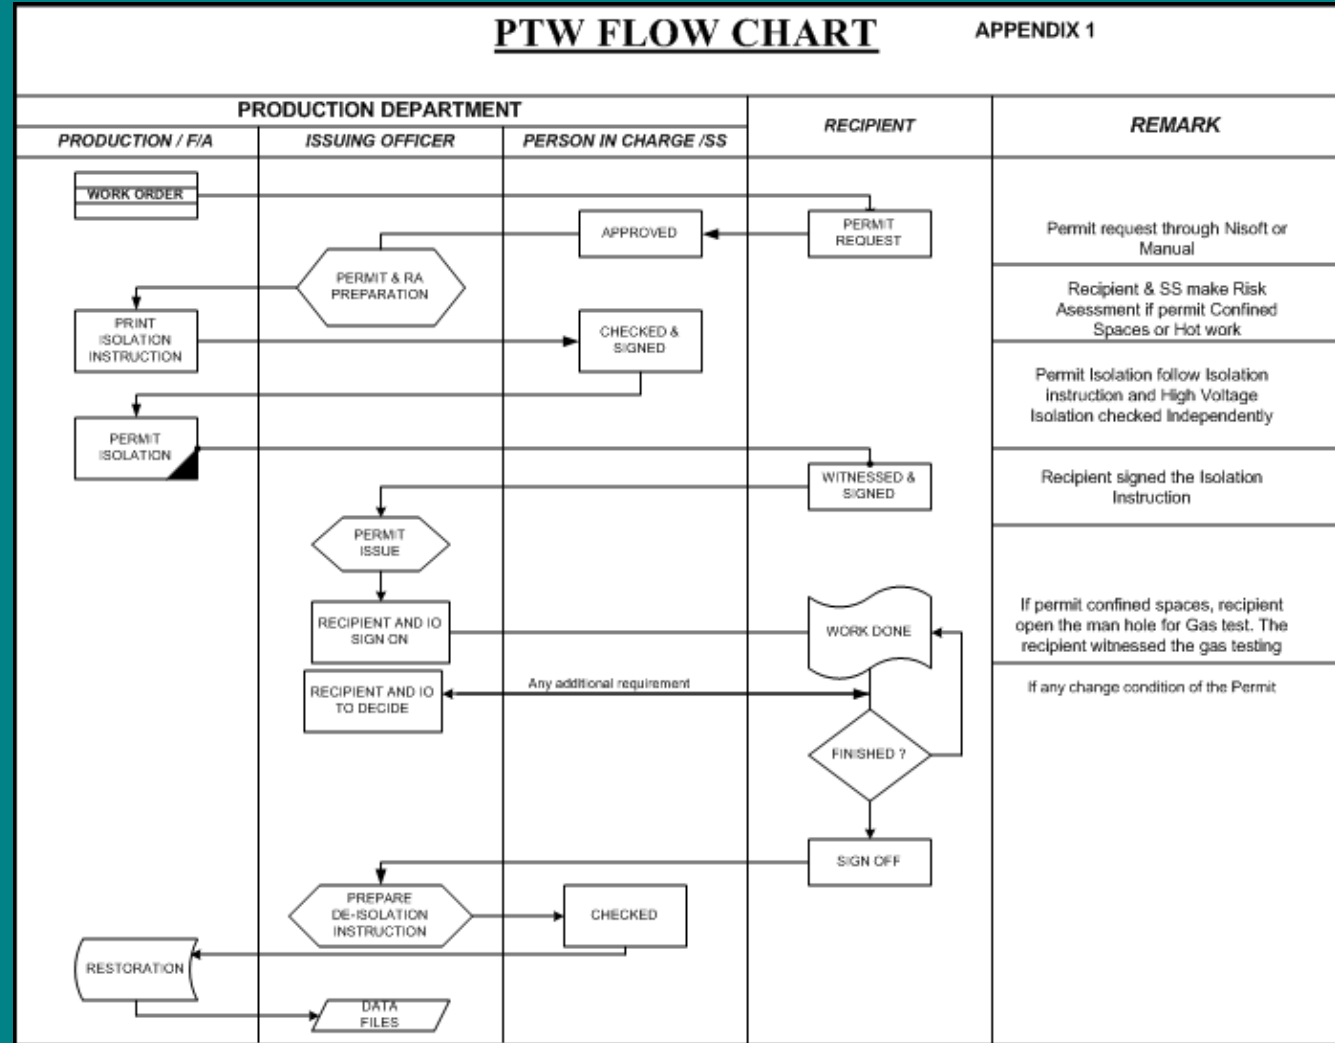 PTW FLOW CHART
APPENDIX 1
PRODUCTION DEPARTMENT
PRODUCTION / F/A
ISSUING OFFICER
PERSON IN CHARGE /SS
RECIPIENT
REMARK
WORK ORDER
APPROVED
PERMIT
REQUEST
Permit request through Nisoft or
Manual
PERMIT & RA
PREPARATION
Recipient & SS make Risk
Asessment if permit Confined
Spaces or Hot work
PRINT
ISOLATION
INSTRUCTION
CHECKED &
SIGNED
Permit Isolation follow Isolation
instruction and High Voltage
Isolation checked Independently
PERMIT
ISOLATION
WITNESSED &
SIGNED
Recipient signed the Isolation
Instruction
PERMIT
ISSUE
RECIPIENT AND IO
SIGN ON
WORK DONE
If permit confined spaces, recipient
open the man hole for Gas test. The
recipient witnessed the gas testing
RECIPIENT AND IO
TO DECIDE
Any additional requirement
If any change condition of the Permit
FINISHED ?
SIGN OFF
PREPARE
DE-ISOLATION
INSTRUCTION
CHECKED
RESTORATION
DATA
FILES